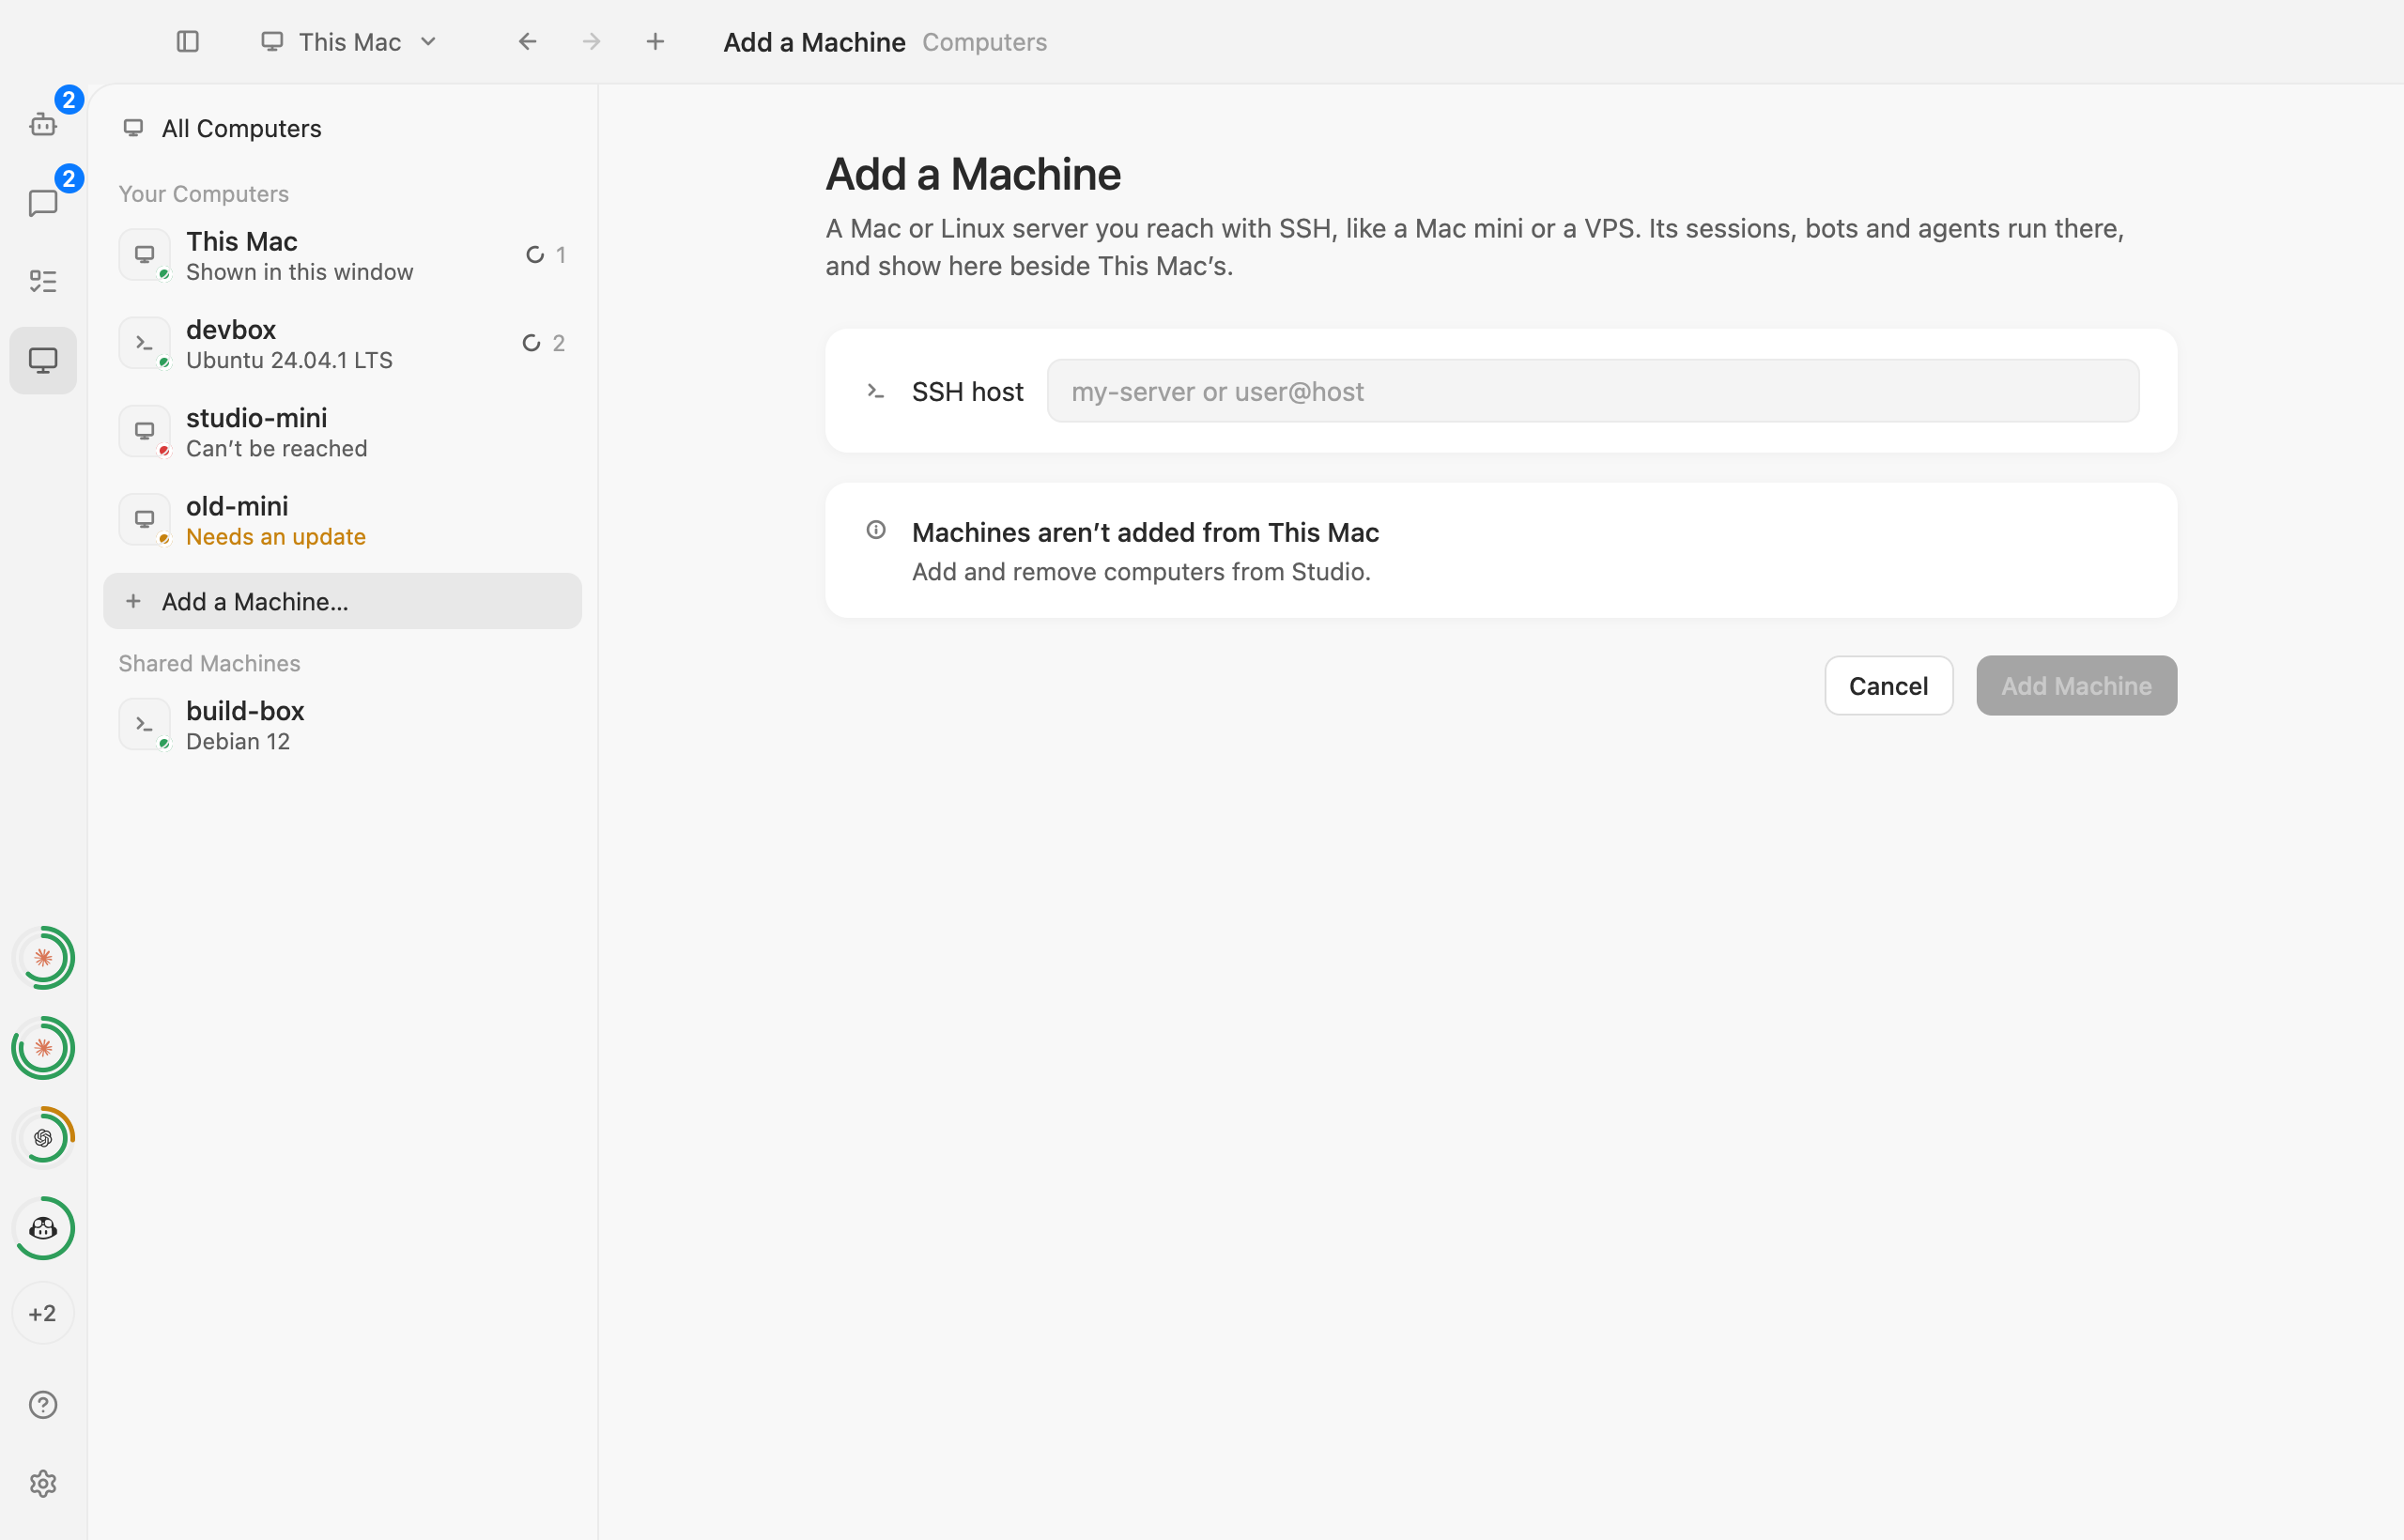 This Mac
Add a Machine Computers
2
2
All Computers
Your Computers
This Mac
Shown in this window
1
devbox
Ubuntu 24.04.1 LTS
2
studio-mini
Can’t be reached
old-mini
Needs an update
Add a Machine...
Shared Machines
build-box
Debian 12
+2
Add a Machine
A Mac or Linux server you reach with SSH, like a Mac mini or a VPS. Its sessions, bots and agents run there,
and show here beside This Mac’s.
SSH host my-server or user@host
Machines aren’t added from This Mac
Add and remove computers from Studio.
Cancel Add Machine